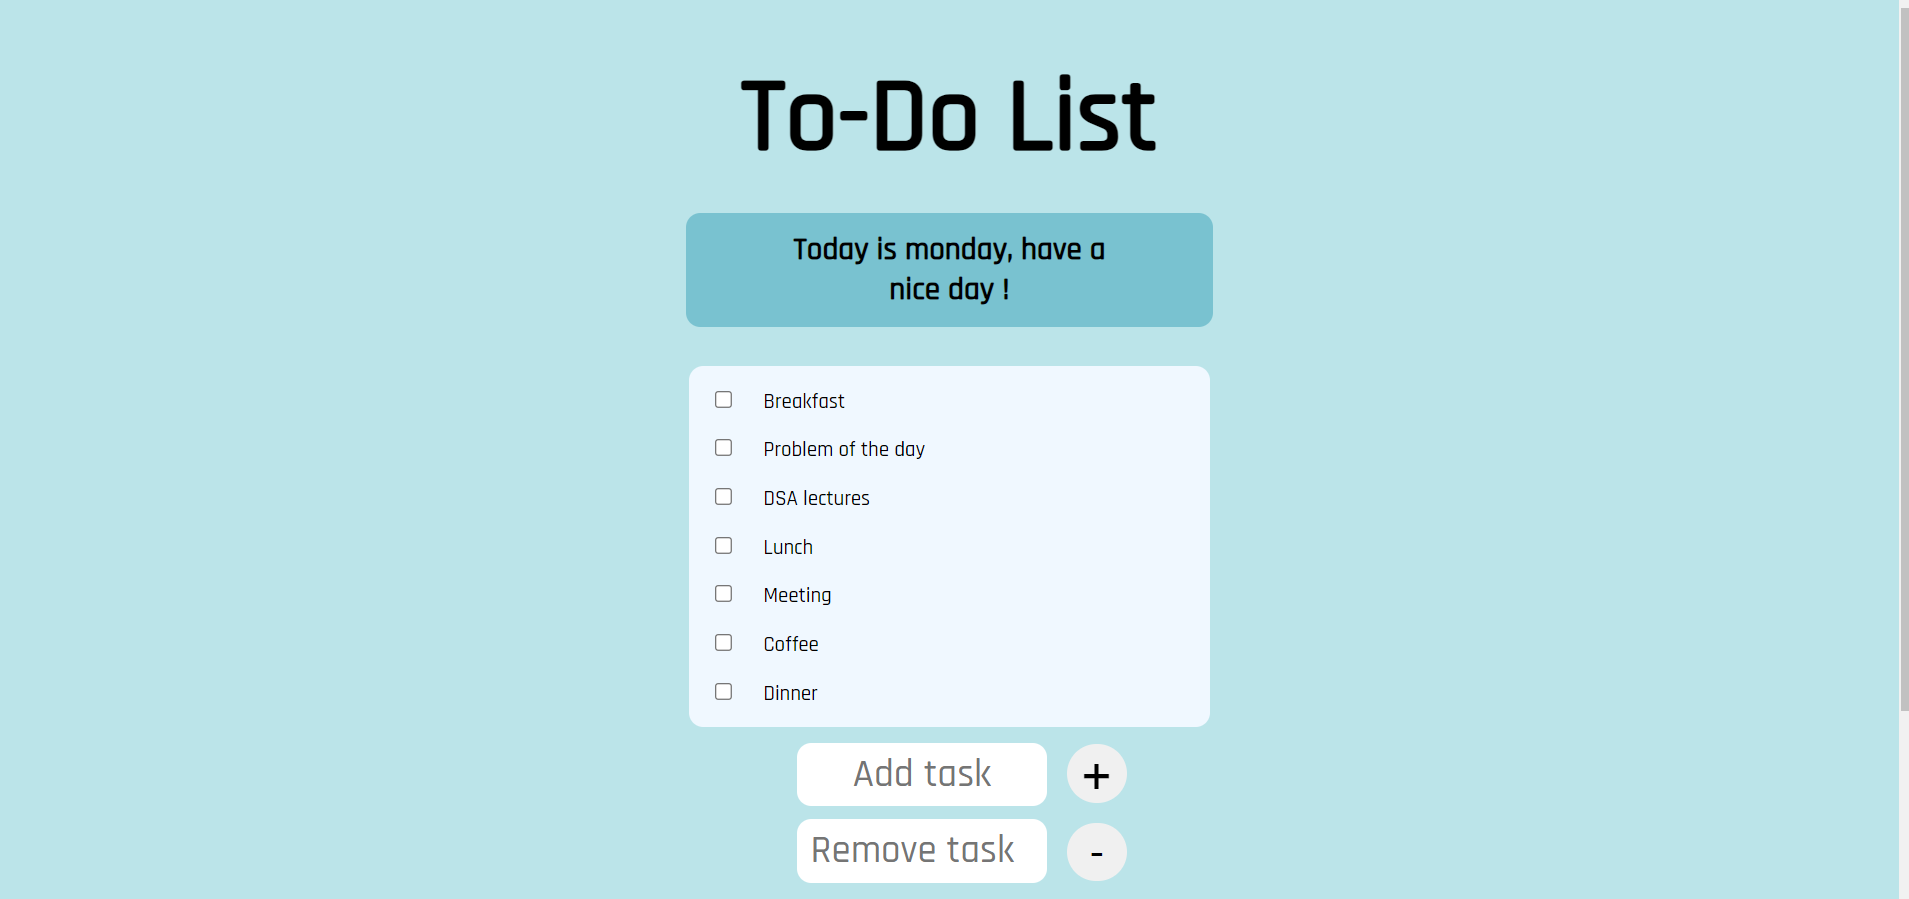 To-Do List
Today is monday, have a
nice day !
Breakfast
Problem of the day
DSA lectures
Lunch
Meeting
Coffee
Dinner
Add task +
Remove task -